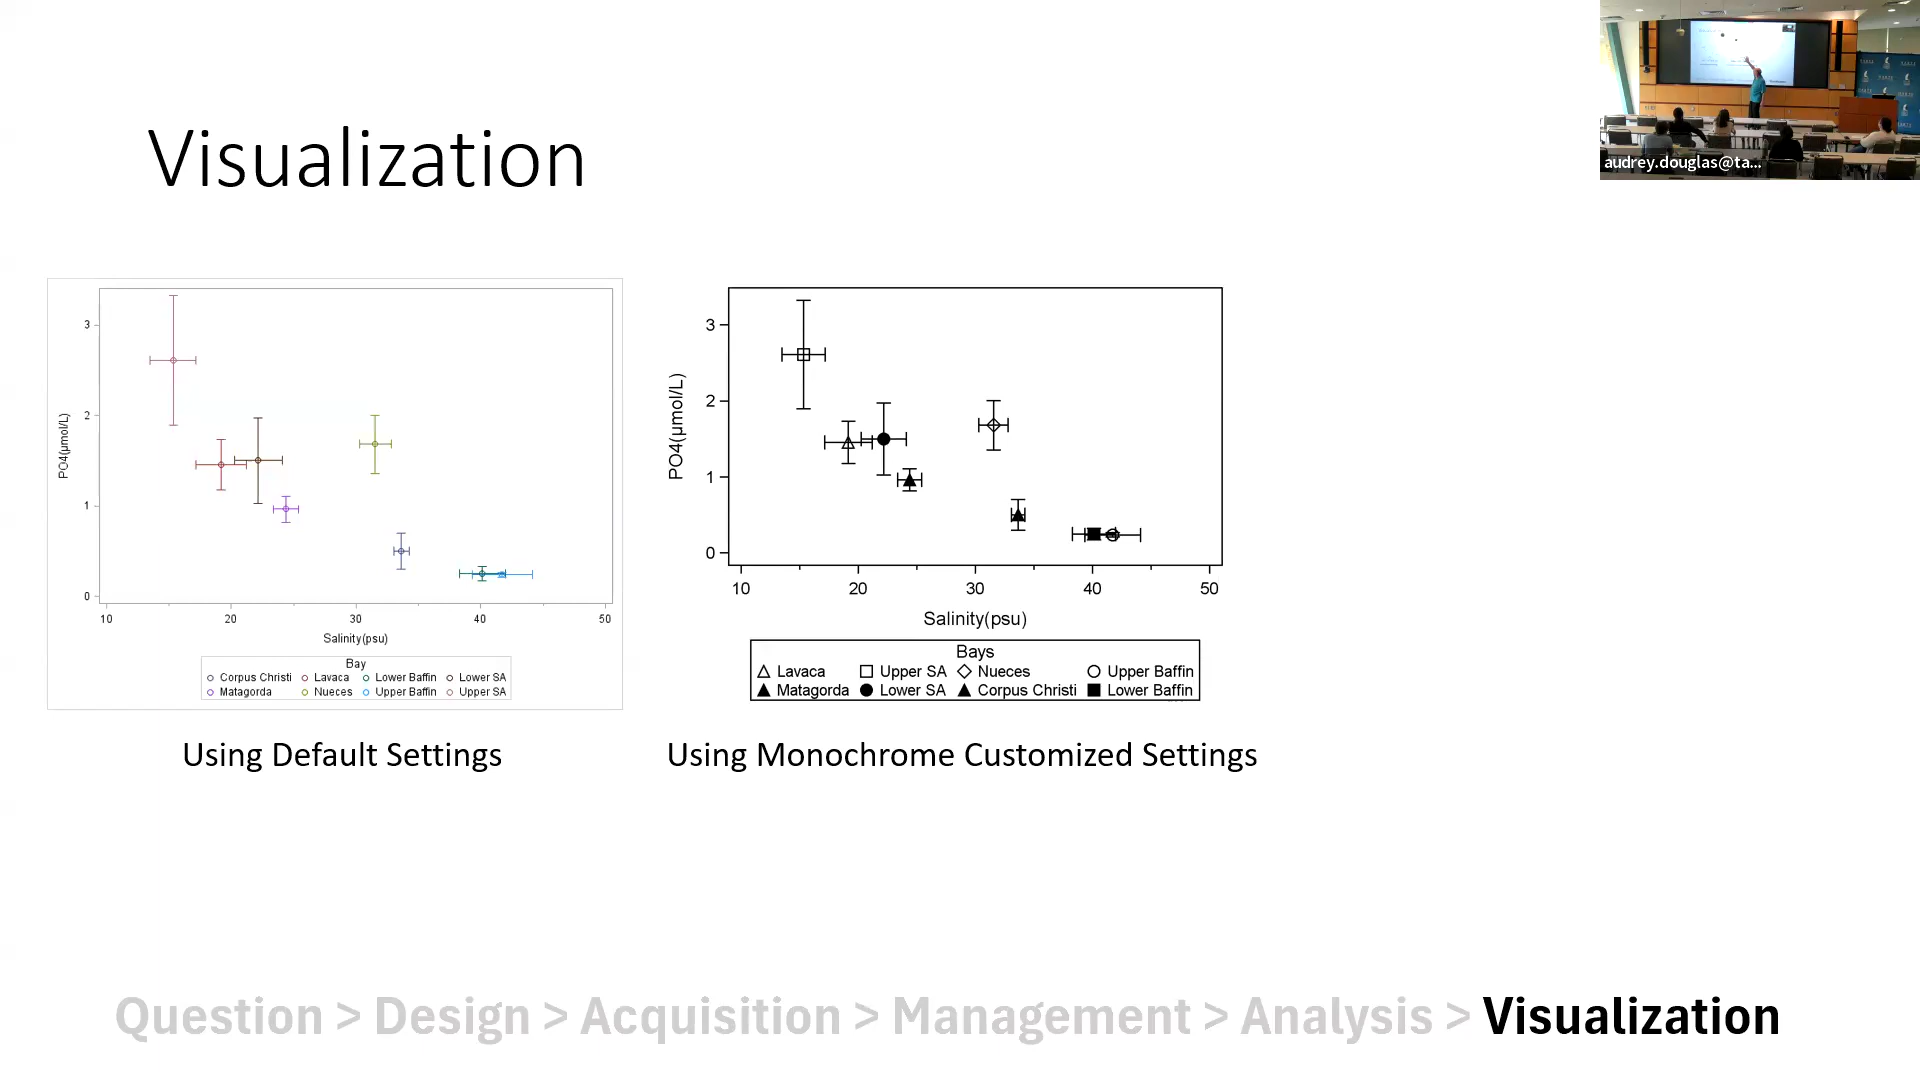 audrey.douglas@ta...
Visualization
3
2
1
0
PO4(µmol/L)
10 20 30 40 50
Salinity(psu)
Bay
Corpus Christi Lavaca Lower Baffin Lower SA
Matagorda Nueces Upper Baffin Upper SA
Using Default Settings
3
2
1
0
PO4(µmol/L)
10 20 30 40 50
Salinity(psu)
Bays
Lavaca Upper SA Nueces Upper Baffin
Matagorda Lower SA Corpus Christi Lower Baffin
Using Monochrome Customized Settings
Question > Design > Acquisition > Management > Analysis > Visualization